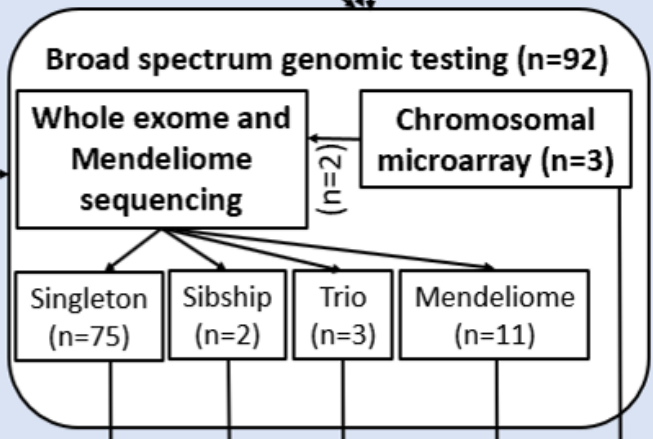 Broad spectrum genomic testing (n=92)
Whole exome and
Mendeliome
sequencing
(n=2)
Chromosomal
microarray (n=3)
Singleton
(n=75)
Sibship
(n=2)
Trio
(n=3)
Mendeliome
(n=11)